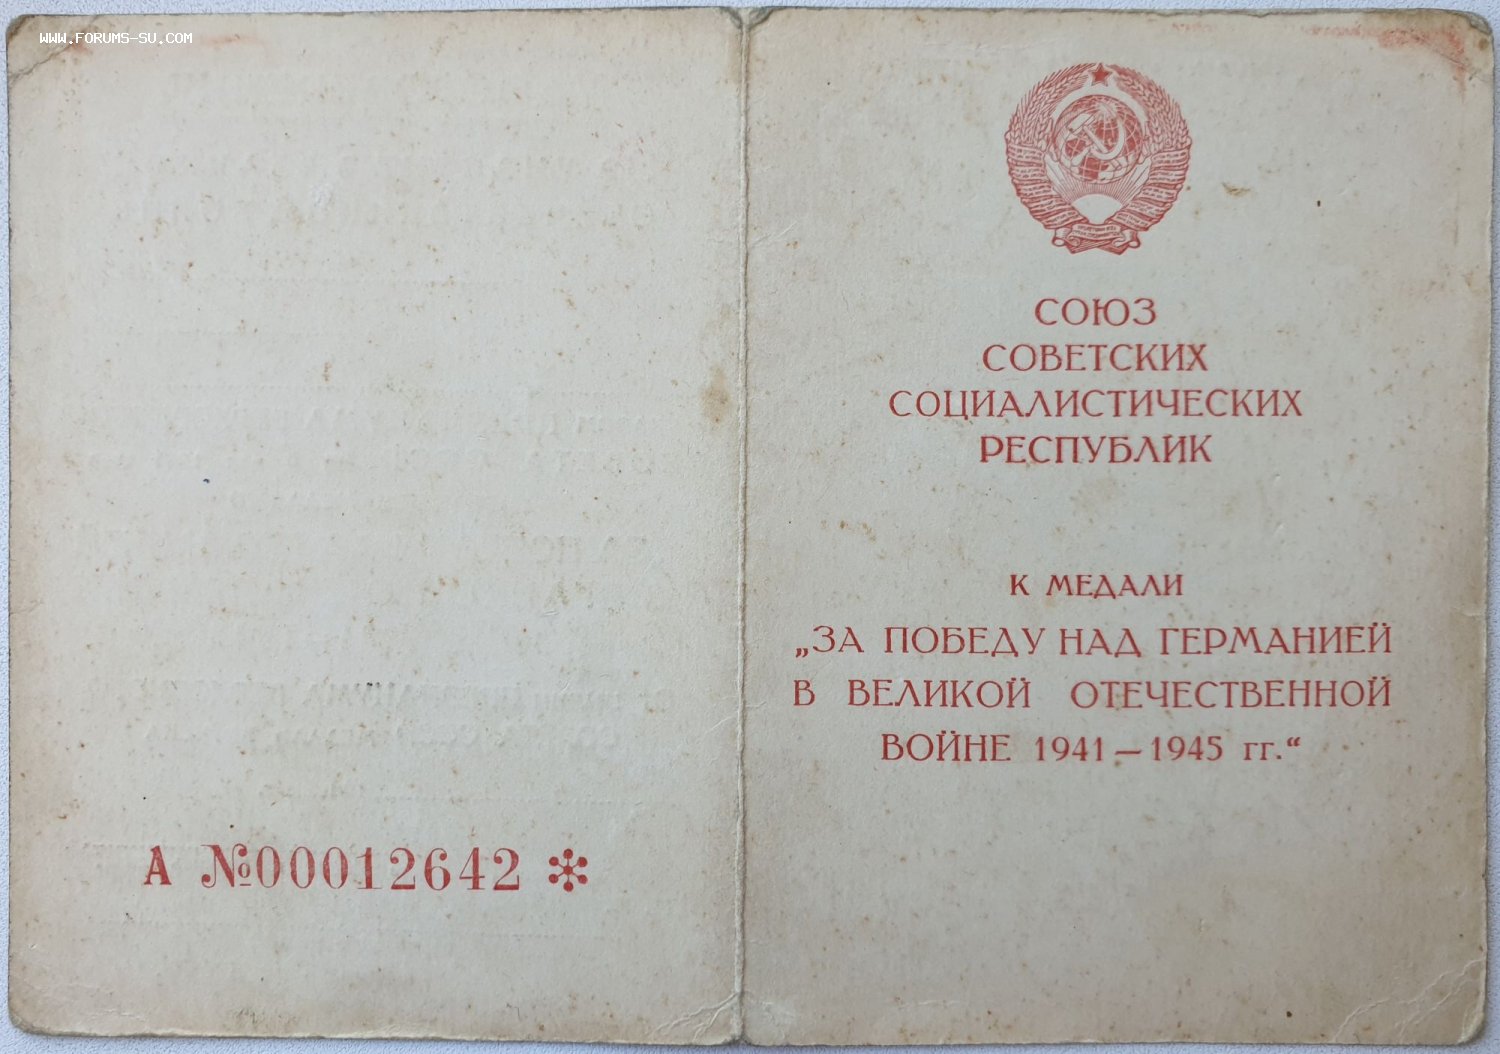 WWW.FORUMS-SU.COM
А №00012642 *
СОЮЗ
СОВЕТСКИХ
СОЦИАЛИСТИЧЕСКИХ
РЕСПУБЛИК
К МЕДАЛИ
„ЗА ПОБЕДУ НАД ГЕРМАНИЕЙ
В ВЕЛИКОЙ ОТЕЧЕСТВЕННОЙ
ВОЙНЕ 1941—1945 гг.“